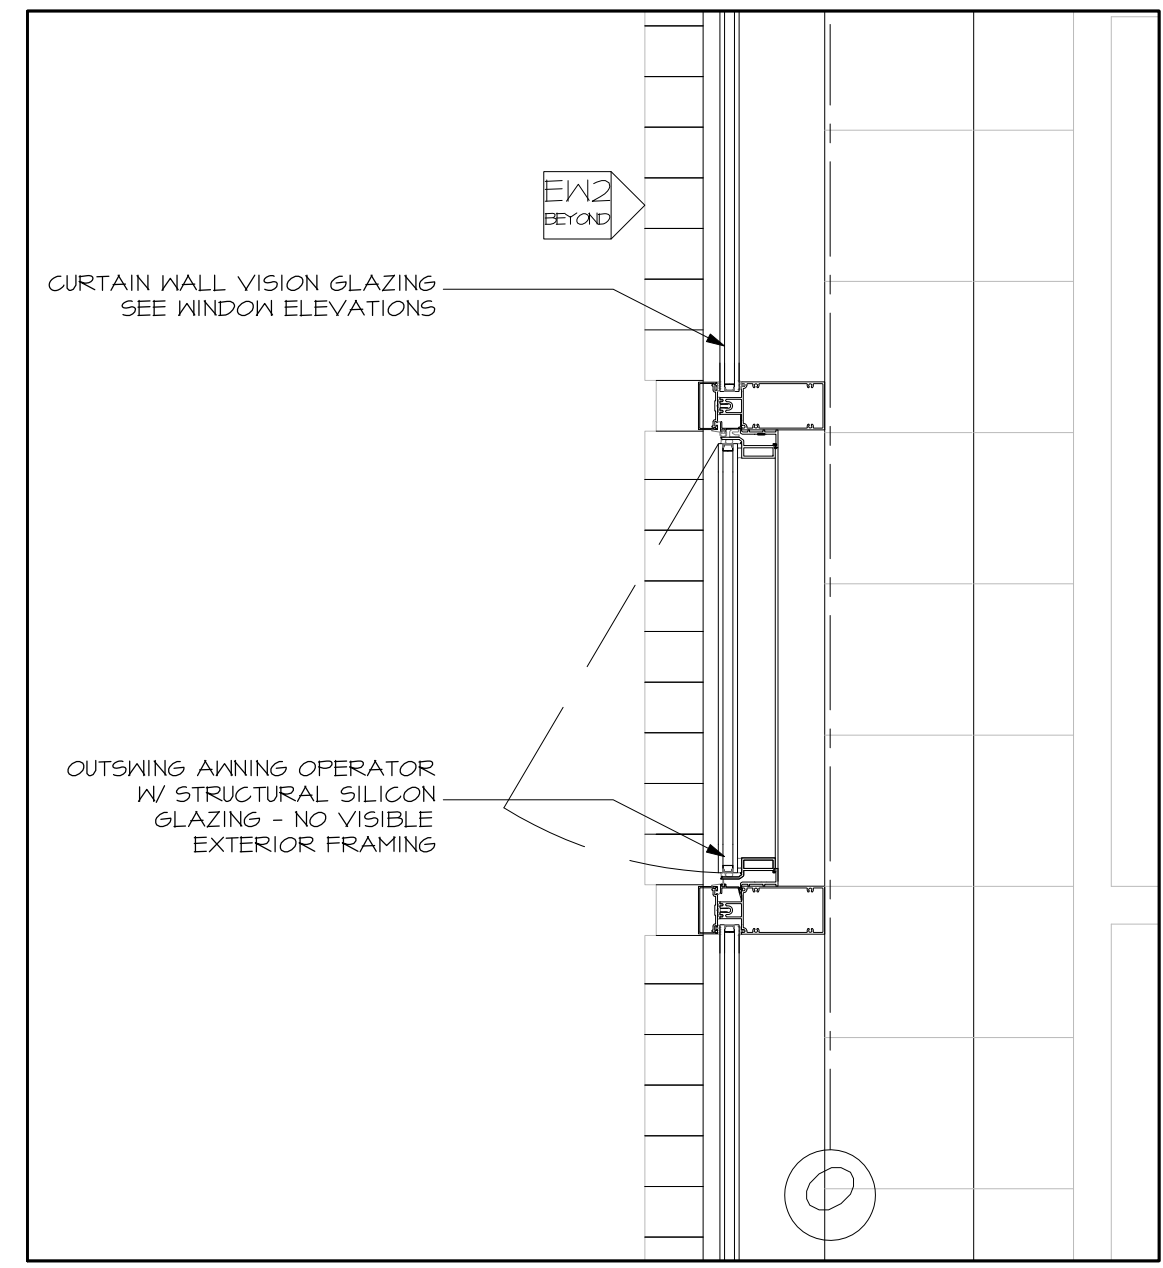 EW2
BEYOND
CURTAIN WALL VISION GLAZING
SEE WINDOW ELEVATIONS
OUTSWING AWNING OPERATOR
W/ STRUCTURAL SILICON
GLAZING - NO VISIBLE
EXTERIOR FRAMING